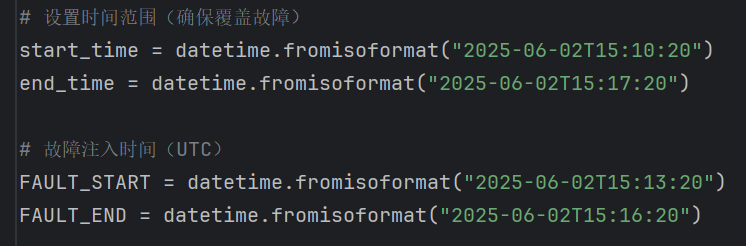 # 设置时间范围（确保覆盖故障）
start_time = datetime.fromisoformat("2025-06-02T15:10:20")
end_time = datetime.fromisoformat("2025-06-02T15:17:20")
# 故障注入时间（UTC）
FAULT_START = datetime.fromisoformat("2025-06-02T15:13:20")
FAULT_END = datetime.fromisoformat("2025-06-02T15:16:20")